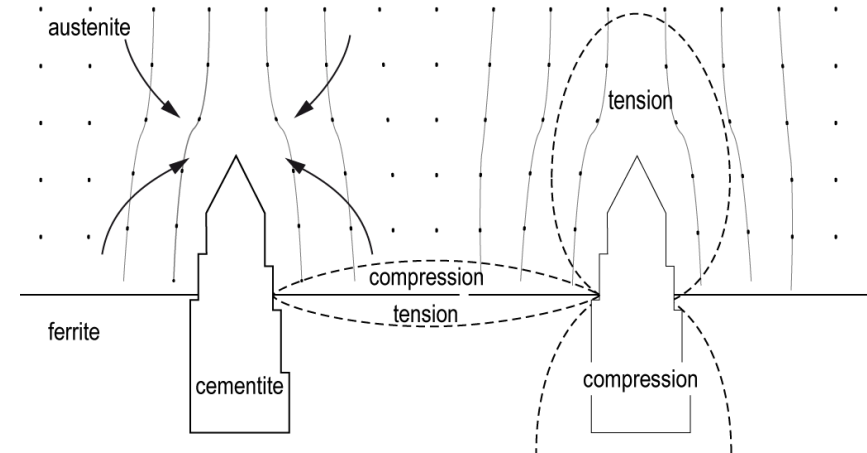 austenite
tension
compression
tension
ferrite
cementite
compression